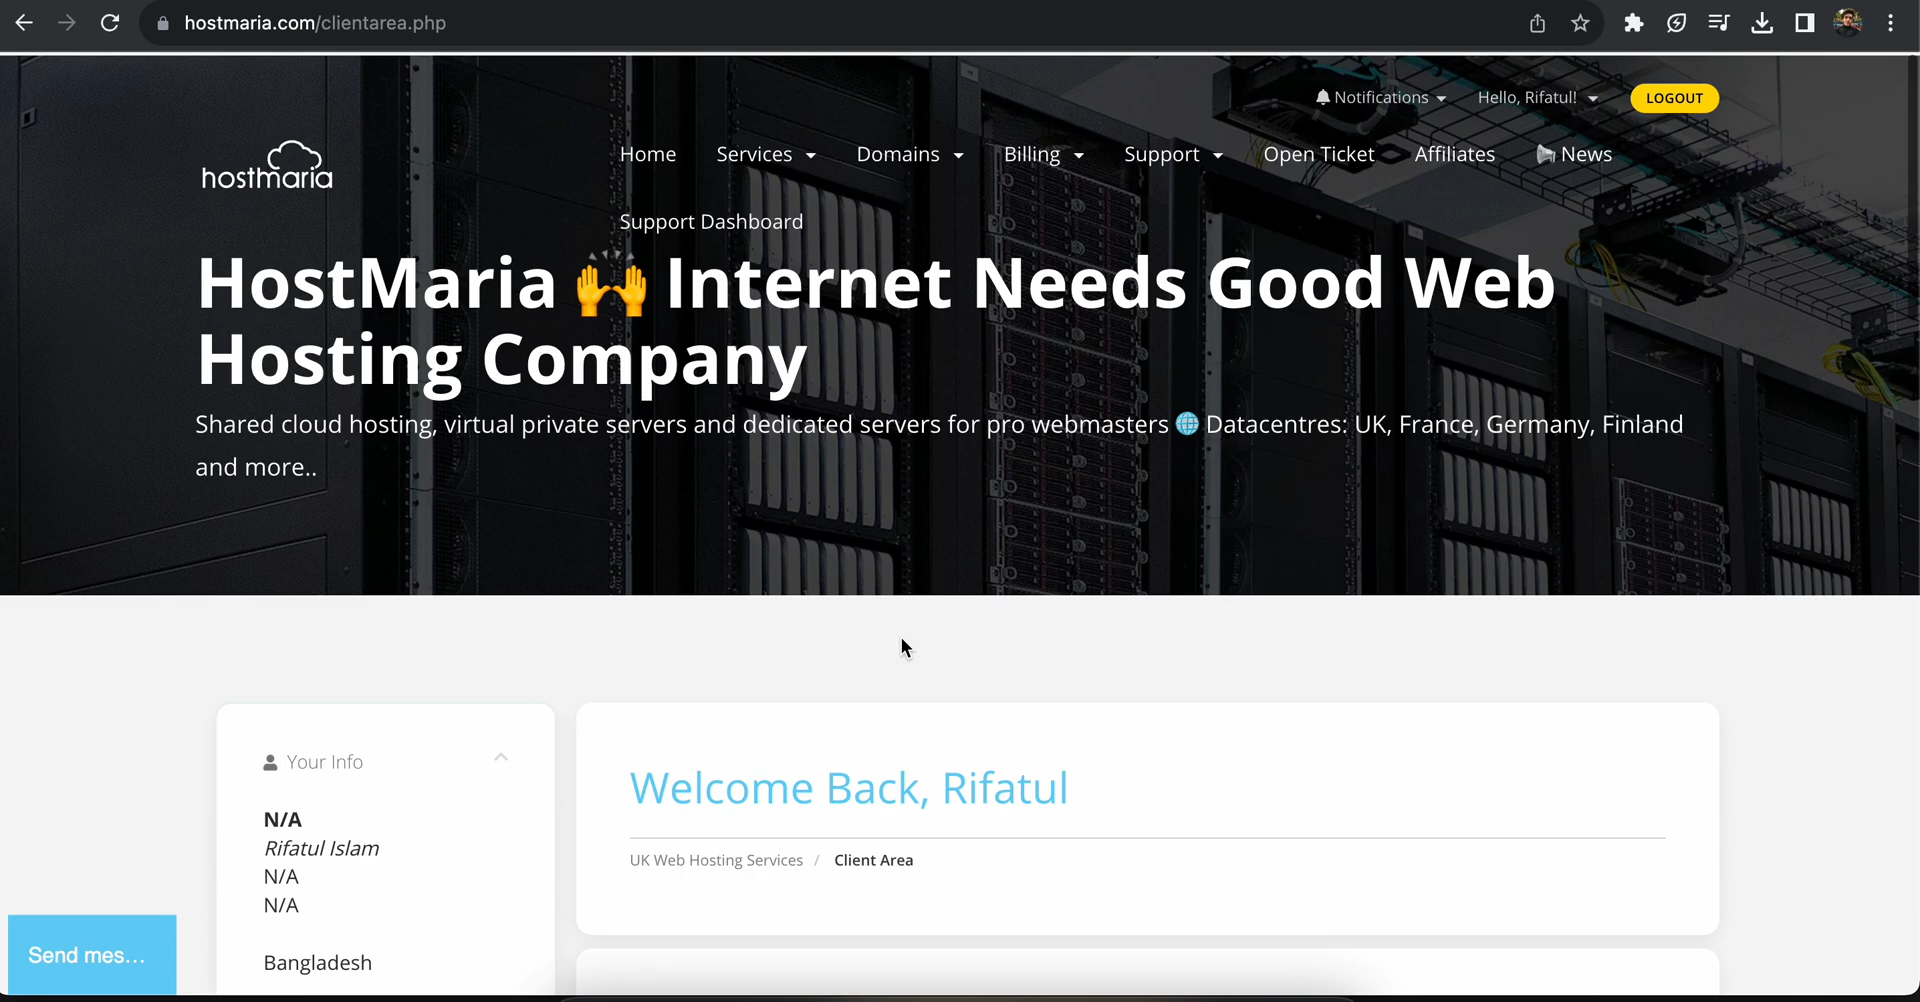 hostmaria.com/clientarea.php
Notifications
Hello, Rifatul!
LOGOUT
hostmaria
Home
Services
Domains
Billing
Support
Open Ticket
Affiliates
News
Support Dashboard
HostMaria 🙌 Internet Needs Good Web
Hosting Company
Shared cloud hosting, virtual private servers and dedicated servers for pro webmasters 🌐 Datacentres: UK, France, Germany, Finland
and more..
Your Info
N/A
Rifatul Islam
N/A
N/A
Bangladesh
Welcome Back, Rifatul
UK Web Hosting Services / Client Area
Send mes...